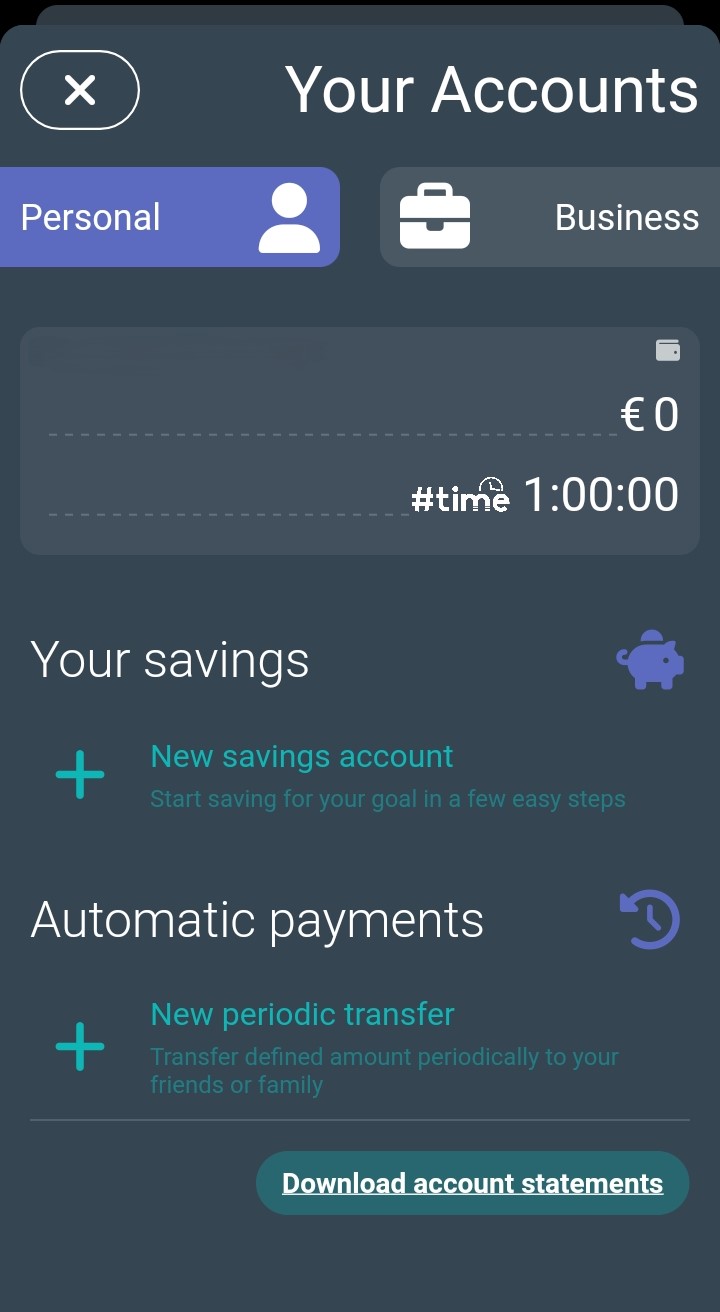 Your Accounts
Personal
Business
€ 0
#time 1:00:00
Your savings
New savings account
Start saving for your goal in a few easy steps
Automatic payments
New periodic transfer
Transfer defined amount periodically to your
friends or family
Download account statements